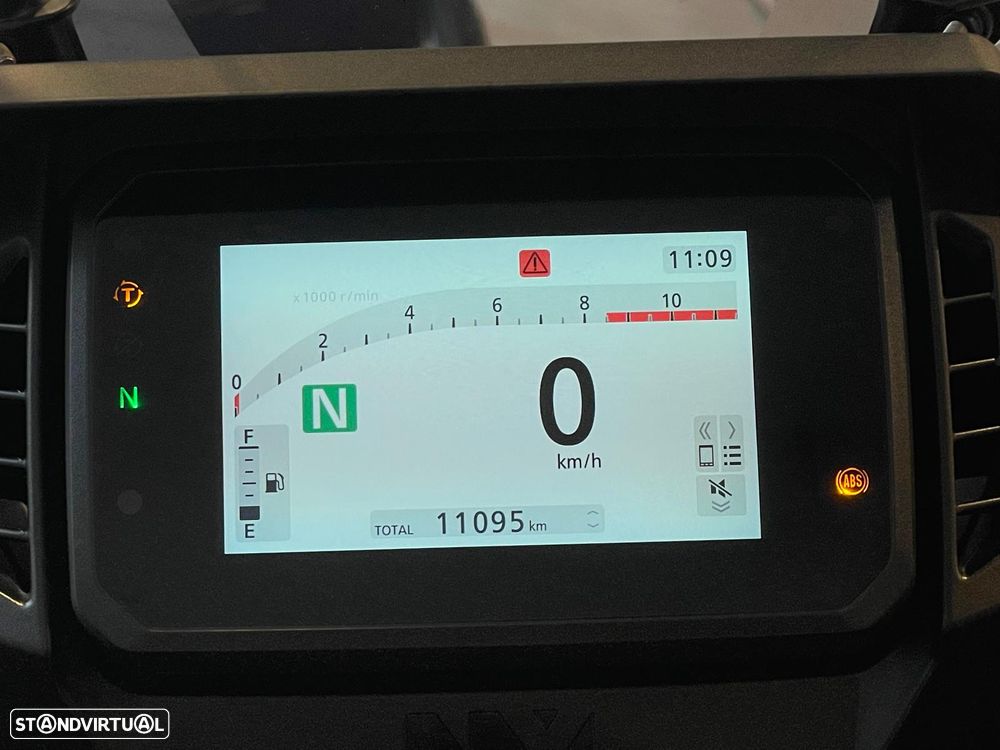 11:09
x1000 r/min
0 2 4 6 8 10
T
N
N
0
km/h
F
E
TOTAL 11095 km
ABS
STANDVIRTUAL